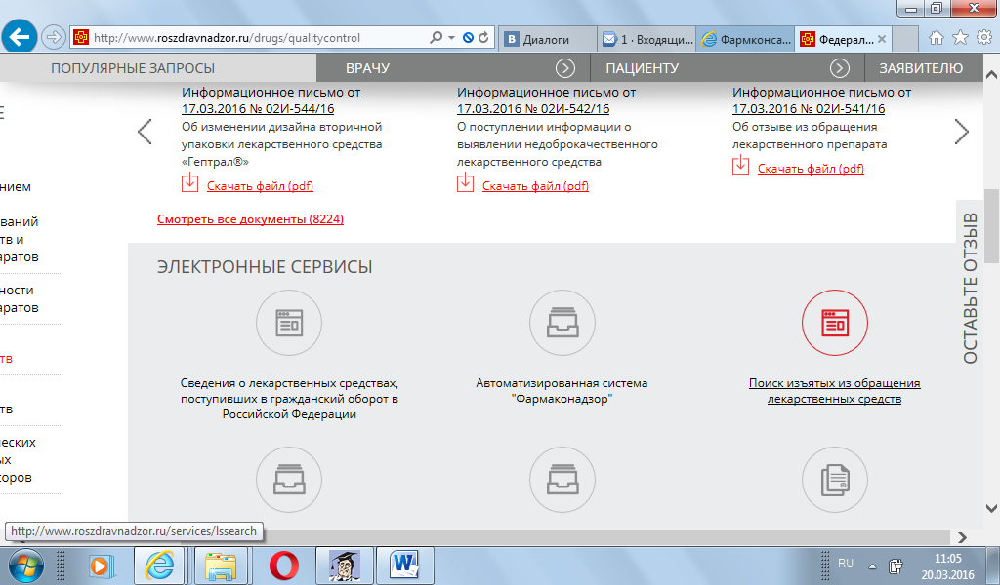 http://www.roszdravnadzor.ru/drugs/qualitycontrol
В Диалоги
1 · Входящи...
Фармконса...
Федерал...
ПОПУЛЯРНЫЕ ЗАПРОСЫ
ВРАЧУ
ПАЦИЕНТУ
ЗАЯВИТЕЛЮ
Е
нием
ваний
тв и
аратов
ности
аратов
тв
тв
еских
ых
соров
Информационное письмо от
17.03.2016 № 02И-544/16
Об изменении дизайна вторичной
упаковки лекарственного средства
«Гептрал®»
Скачать файл (pdf)
Информационное письмо от
17.03.2016 № 02И-542/16
О поступлении информации о
выявлении недоброкачественного
лекарственного средства
Скачать файл (pdf)
Информационное письмо от
17.03.2016 № 02И-541/16
Об отзыве из обращения
лекарственного препарата
Скачать файл (pdf)
Смотреть все документы (8224)
ОСТАВЬТЕ ОТЗЫВ
ЭЛЕКТРОННЫЕ СЕРВИСЫ
Сведения о лекарственных средствах,
поступивших в гражданский оборот в
Российской Федерации
Автоматизированная система
"Фармаконадзор"
Поиск изъятых из обращения
лекарственных средств
http://www.roszdravnadzor.ru/services/lssearch
RU
11:05
20.03.2016